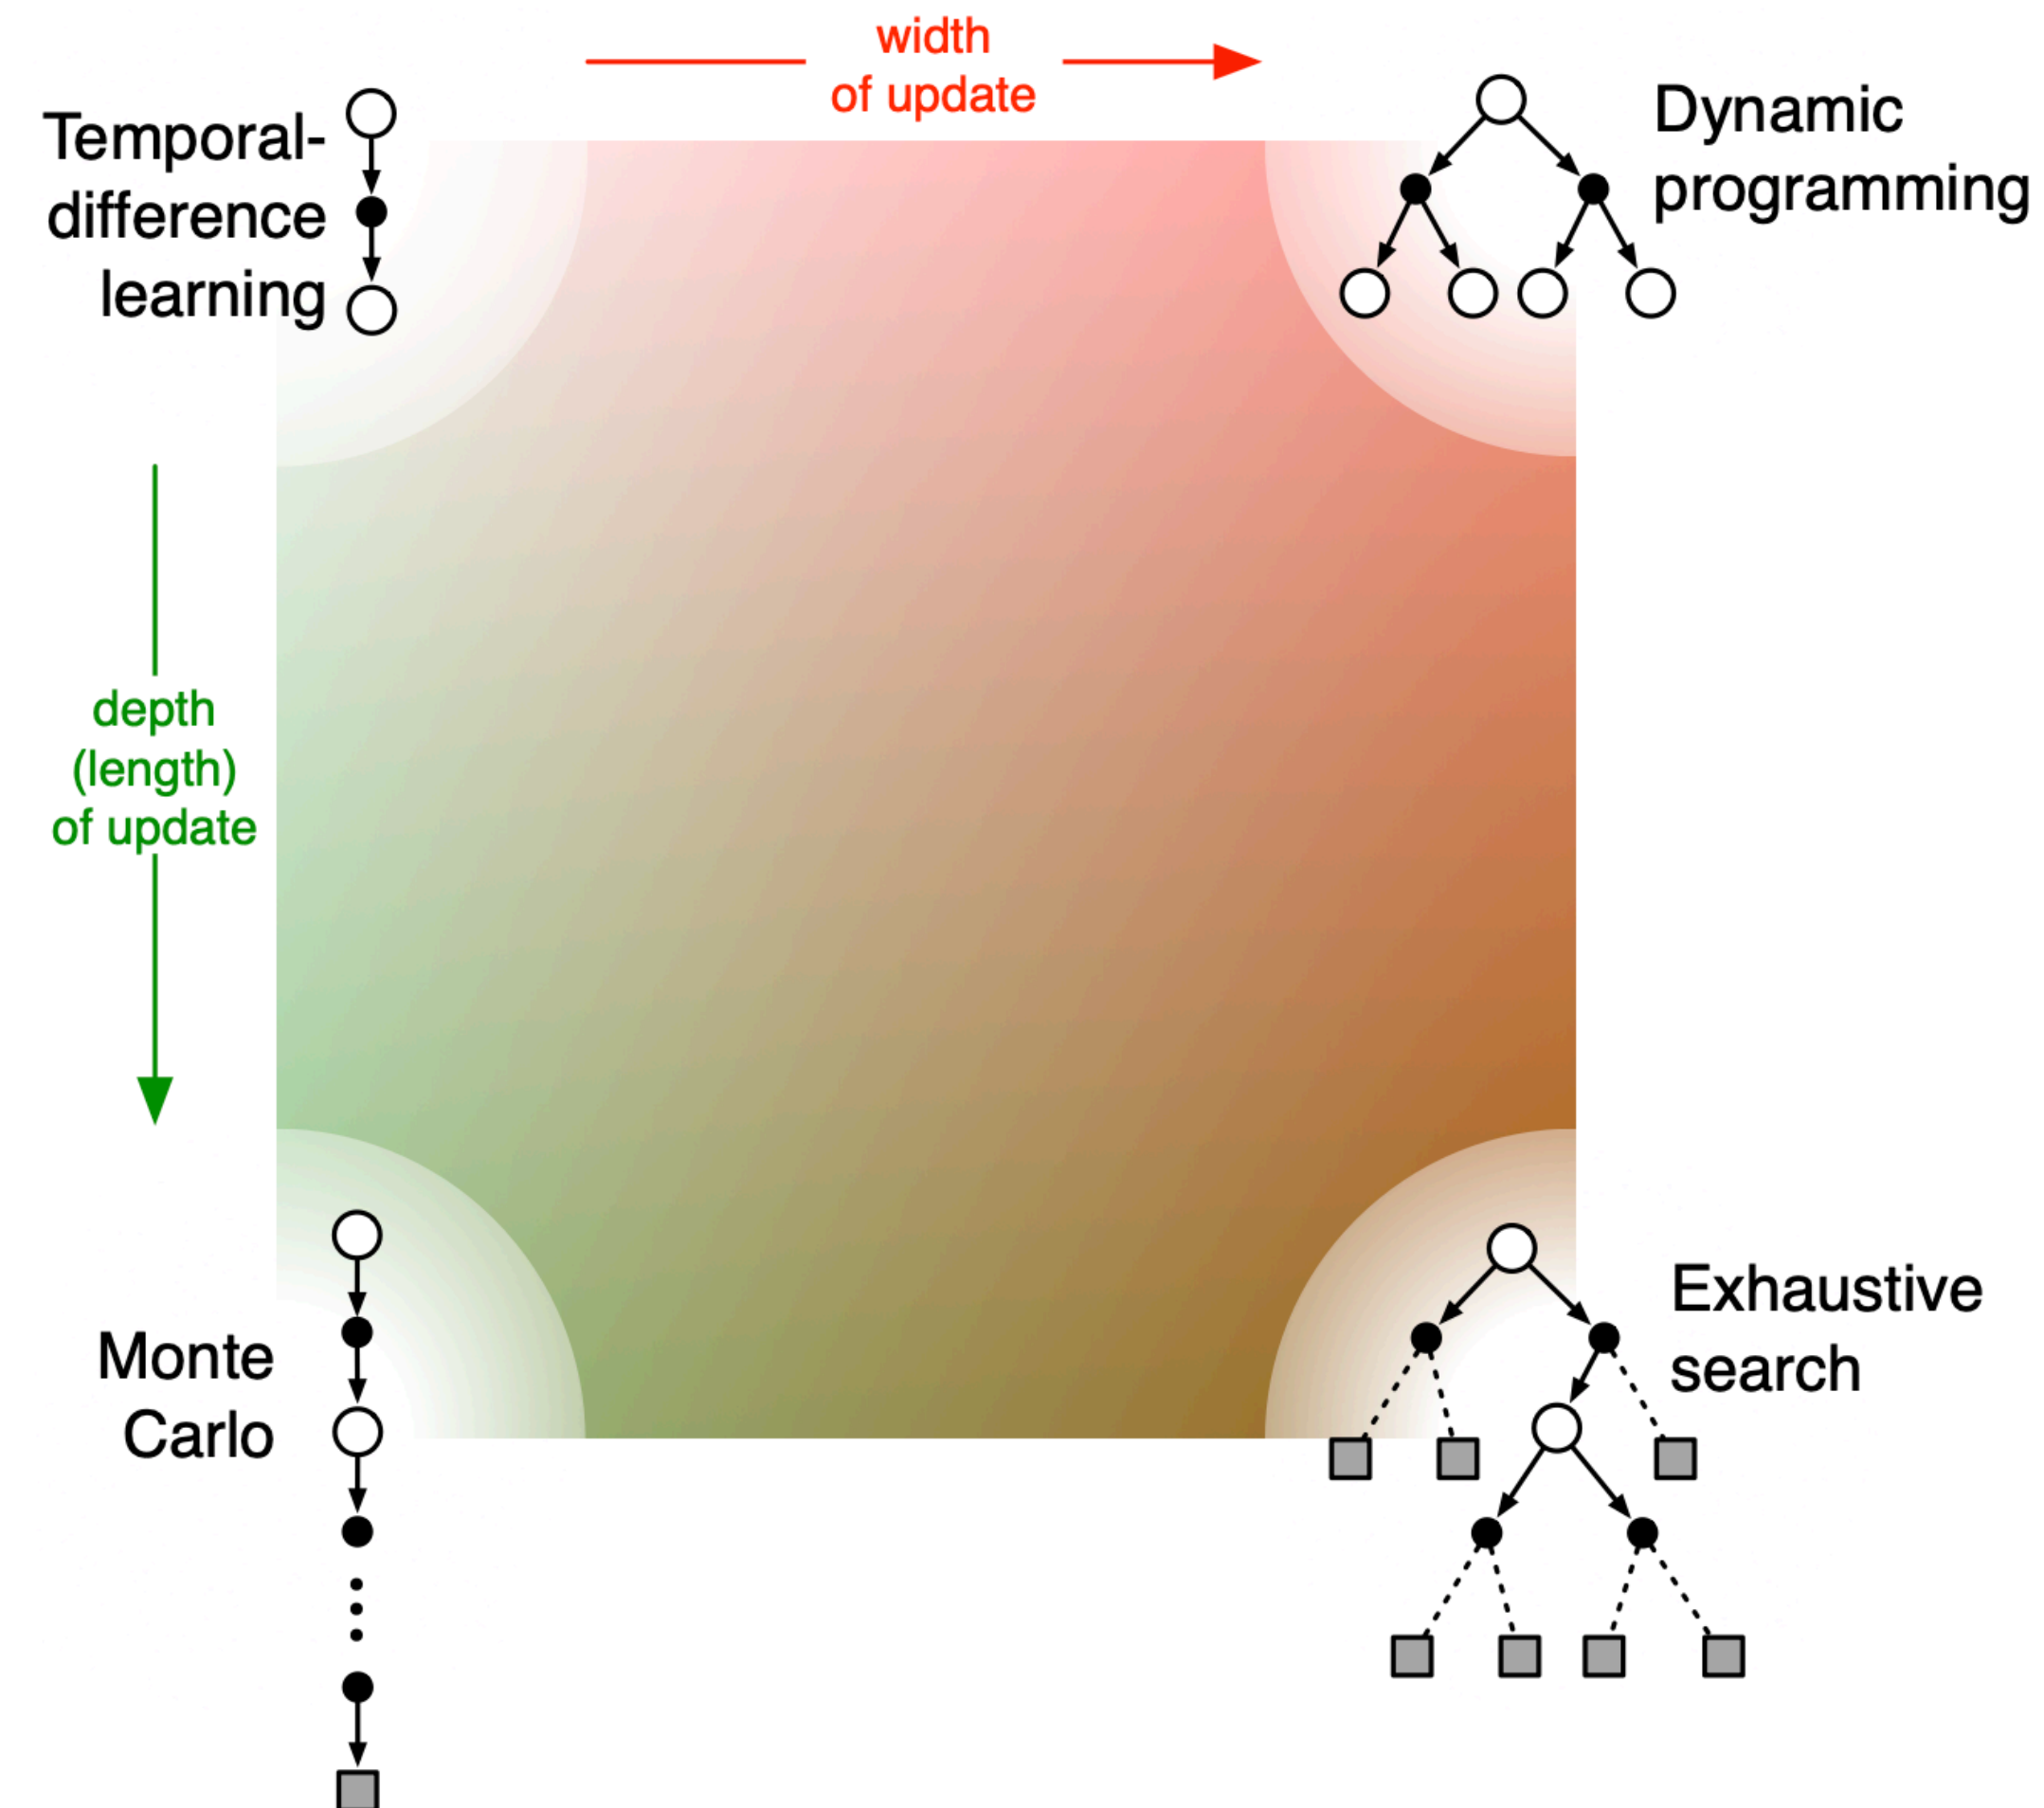 width
of update
Temporal-
difference
learning
Dynamic
programming
depth
(length)
of update
Monte
Carlo
Exhaustive
search